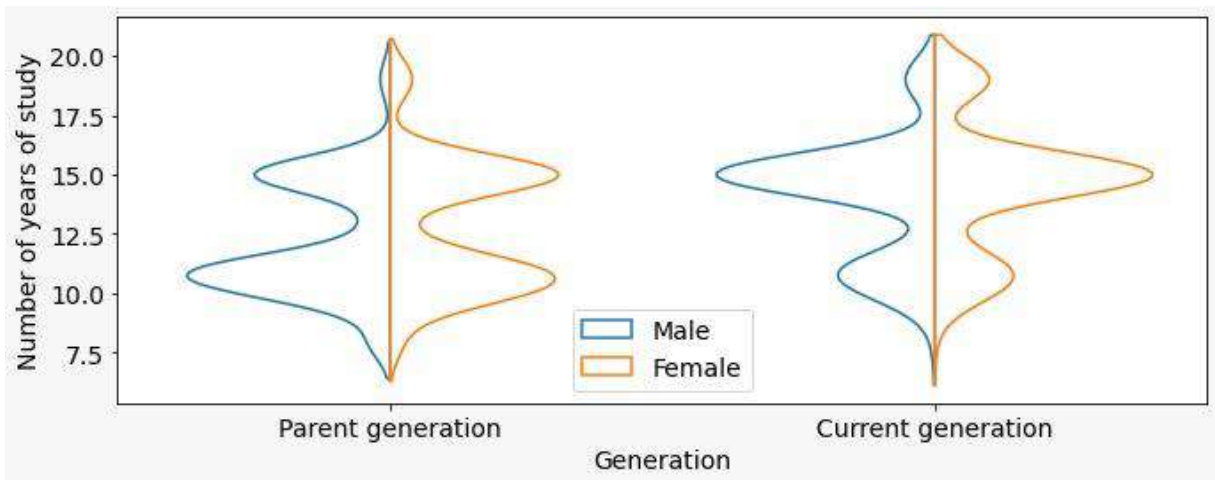 Number of years of study
20.0
17.5
15.0
12.5
10.0
7.5
Male
Female
Parent generation
Current generation
Generation